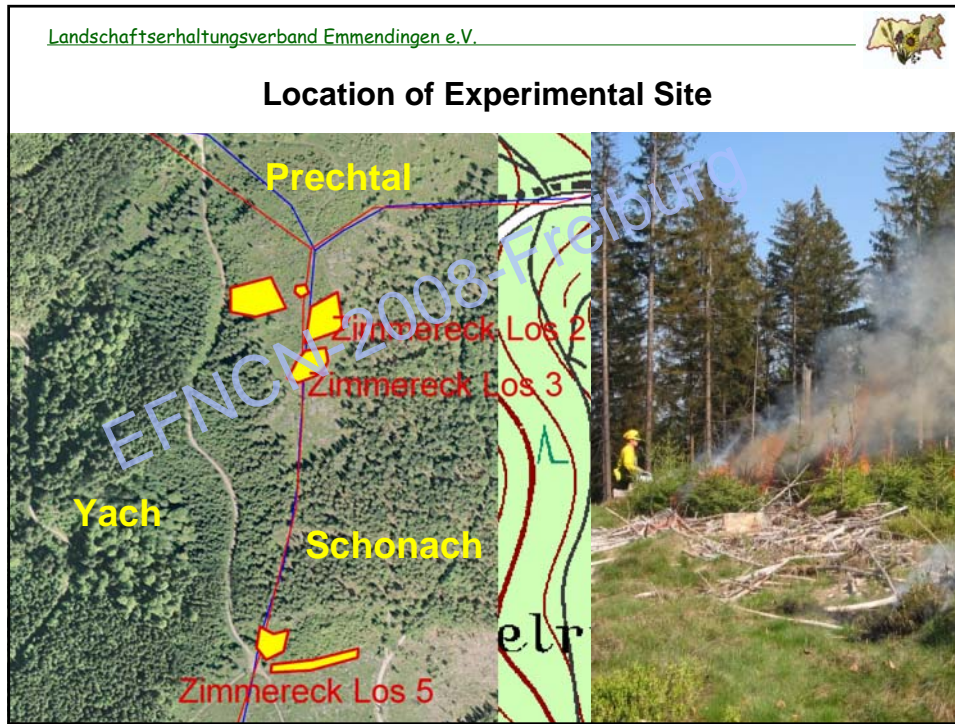 Landschaftserhaltungsverband Emmendingen e.V.
Location of Experimental Site
Prechtal
EFNCN-2008-Freiburg
Zimmereck Los 2
Zimmereck Los 3
Yach
Schonach
elr
Zimmereck Los 5